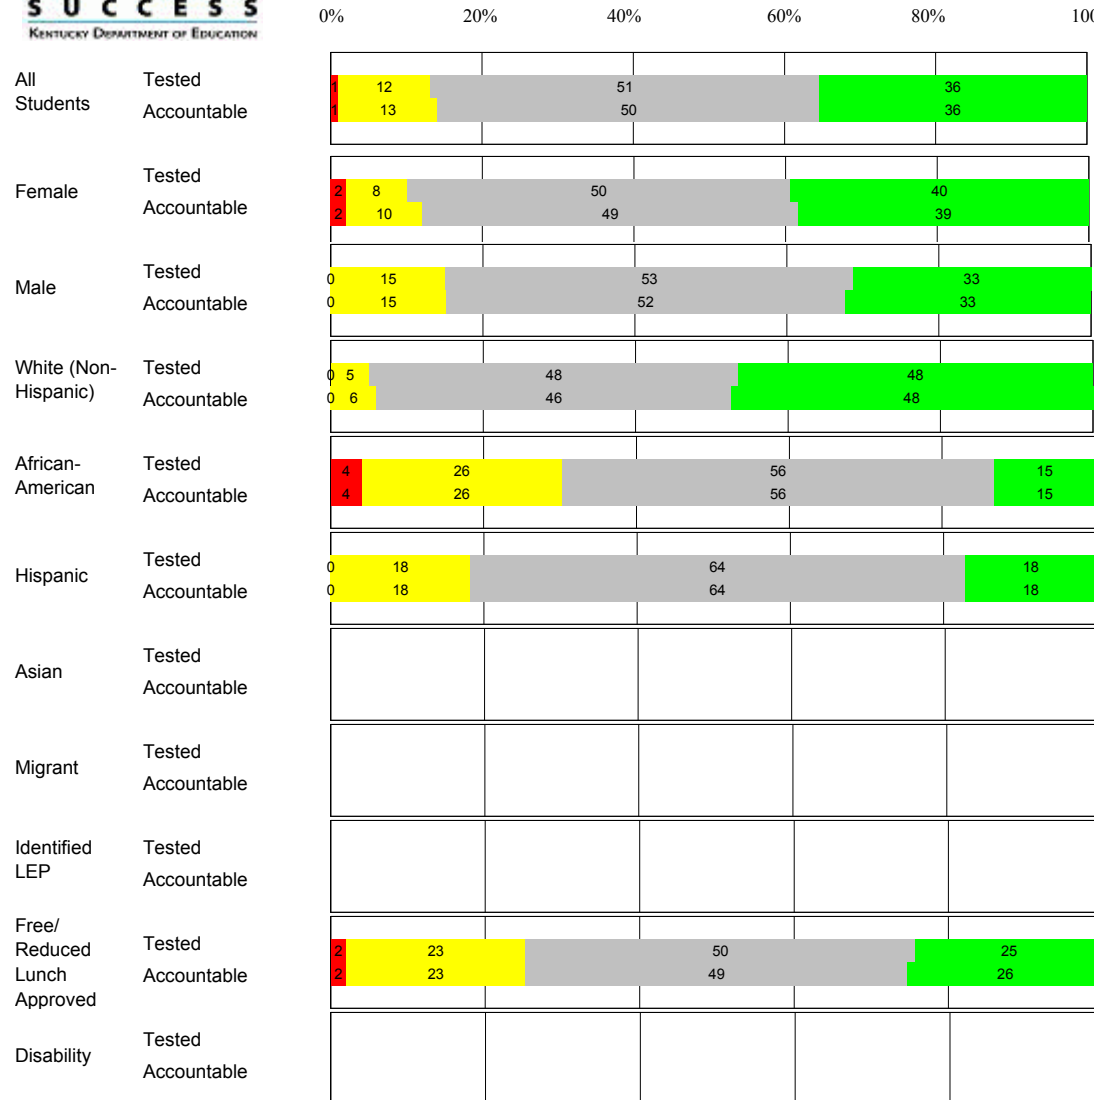 SUCCESS
KENTUCKY DEPARTMENT OF EDUCATION
0% 20% 40% 60% 80% 100
All Students Tested 1 12 51 36
Accountable 1 13 50 36
Female Tested 2 8 50 40
Accountable 2 10 49 39
Male Tested 0 15 53 33
Accountable 0 15 52 33
White (Non-Hispanic) Tested 0 5 48 48
Accountable 0 6 46 48
African-American Tested 4 26 56 15
Accountable 4 26 56 15
Hispanic Tested 0 18 64 18
Accountable 0 18 64 18
Asian Tested
Accountable
Migrant Tested
Accountable
Identified LEP Tested
Accountable
Free/ Reduced Lunch Approved Tested 2 23 50 25
Accountable 2 23 49 26
Disability Tested
Accountable